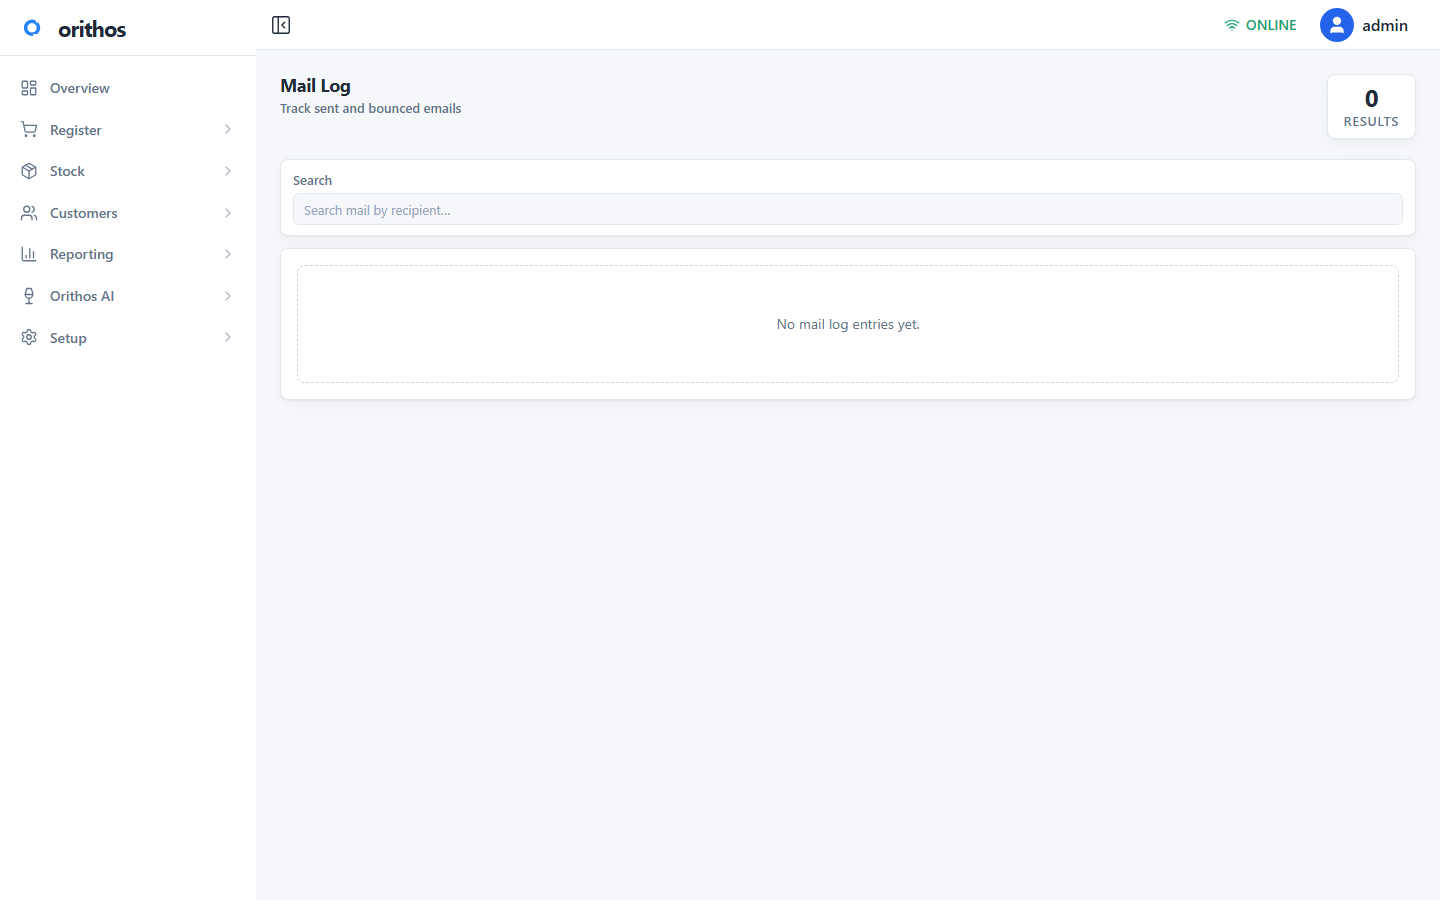 orithos
ONLINE
admin
Overview
Register
Stock
Customers
Reporting
Orithos AI
Setup
Mail Log
Track sent and bounced emails
0
RESULTS
Search
Search mail by recipient...
No mail log entries yet.